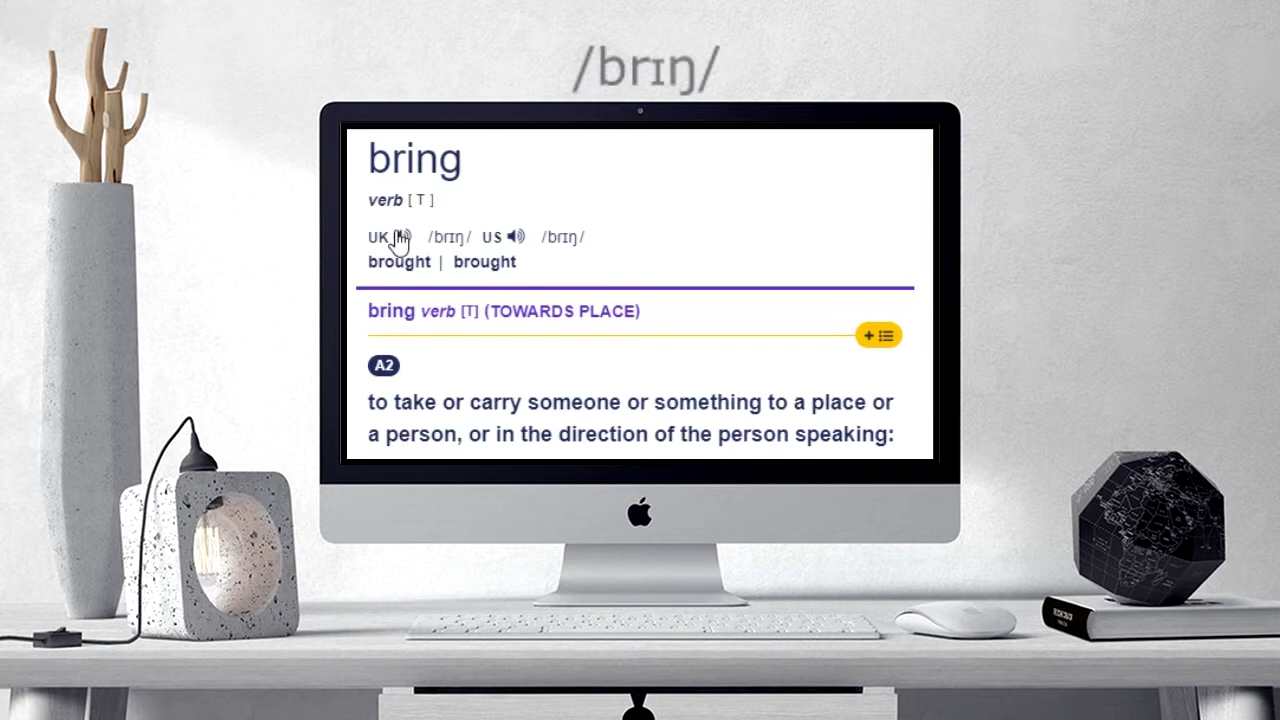 /brɪŋ/
bring
verb [ T ]
UK /brɪŋ/ US /brɪŋ/
brought | brought
bring verb [T] (TOWARDS PLACE)
+
A2
to take or carry someone or something to a place or
a person, or in the direction of the person speaking: